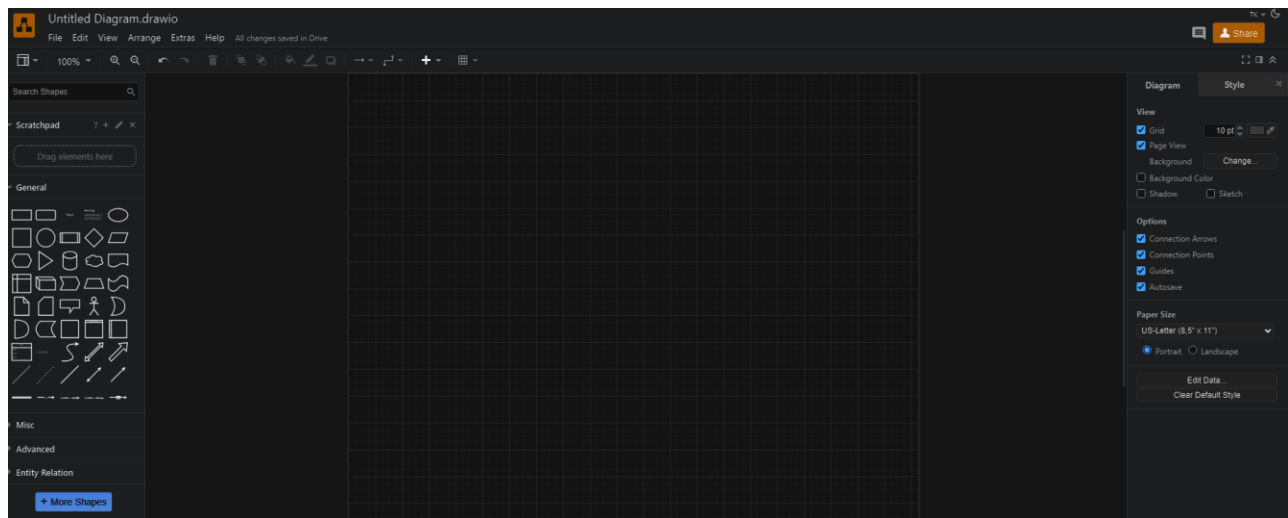 Untitled Diagram.drawio
File Edit View Arrange Extras Help All changes saved in Drive
TK
Share
100%
Search Shapes
Scratchpad ? + ×
Drag elements here
General
Misc
Advanced
Entity Relation
+ More Shapes
Diagram Style ×
View
Grid 10 pt
Page View
Background Change...
Background Color
Shadow Sketch
Options
Connection Arrows
Connection Points
Guides
Autosave
Paper Size
US-Letter (8,5" x 11")
Portrait Landscape
Edit Data...
Clear Default Style